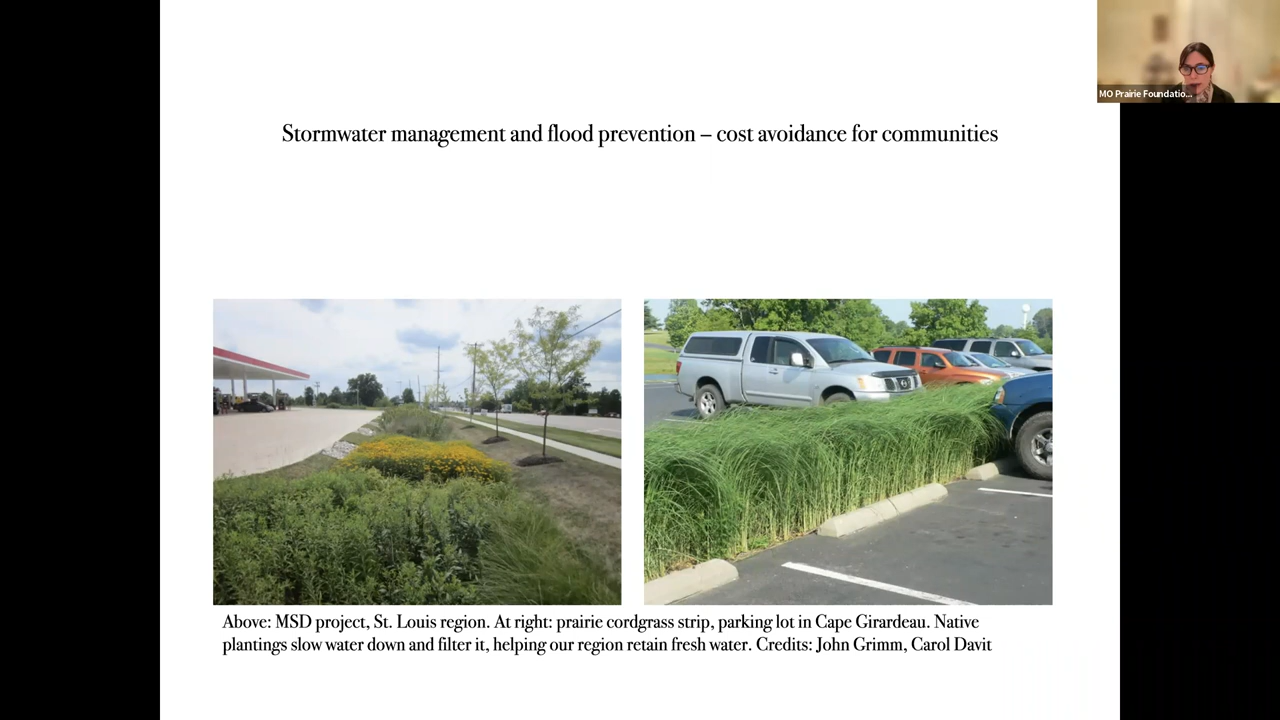 MO Prairie Foundatio...
Stormwater management and flood prevention – cost avoidance for communities
Above: MSD project, St. Louis region. At right: prairie cordgrass strip, parking lot in Cape Girardeau. Native
plantings slow water down and filter it, helping our region retain fresh water. Credits: John Grimm, Carol Davit